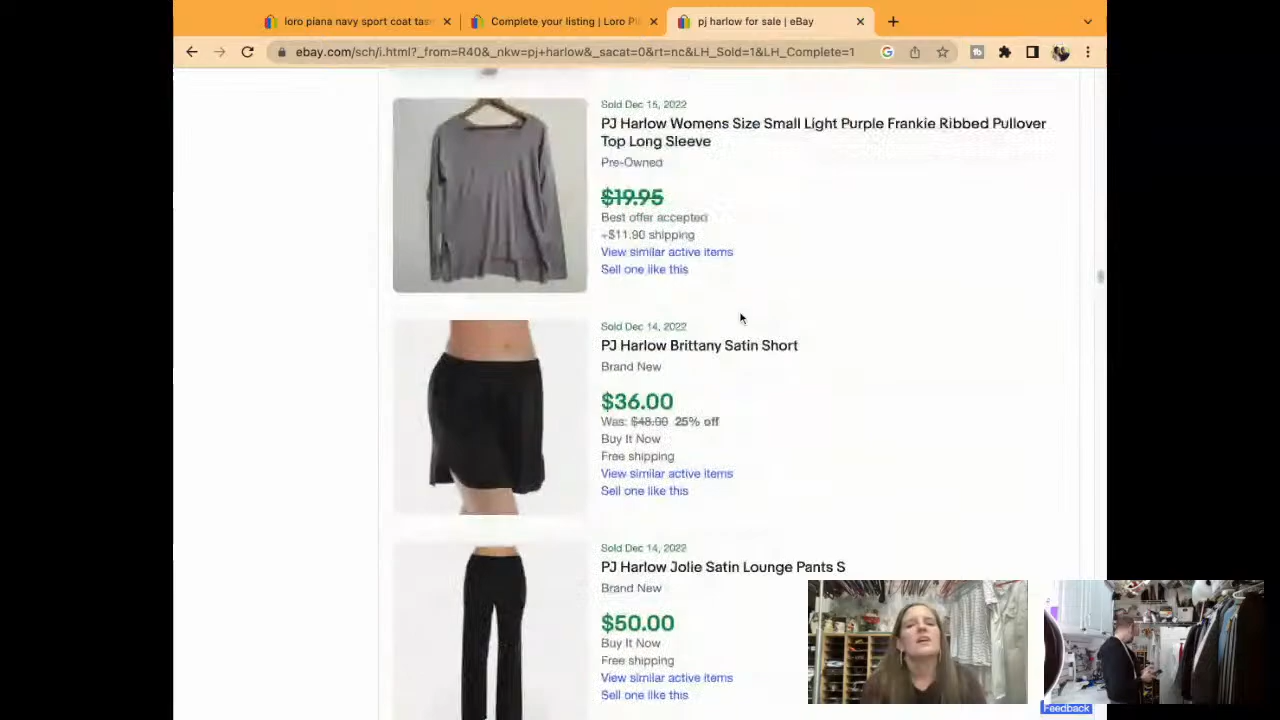 loro piana navy sport coat tas
Complete your listing | Loro Pi
pj harlow for sale | eBay
ebay.com/sch/i.html?_from=R40&_nkw=pj+harlow&_sacat=0&rt=nc&LH_Sold=1&LH_Complete=1
Sold Dec 15, 2022
PJ Harlow Womens Size Small Light Purple Frankie Ribbed Pullover
Top Long Sleeve
Pre-Owned
$19.95
Best offer accepted
+$11.90 shipping
View similar active items
Sell one like this
Sold Dec 14, 2022
PJ Harlow Brittany Satin Short
Brand New
$36.00
Was: $48.00 25% off
Buy It Now
Free shipping
View similar active items
Sell one like this
Sold Dec 14, 2022
PJ Harlow Jolie Satin Lounge Pants S
Brand New
$50.00
Buy It Now
Free shipping
View similar active items
Sell one like this
Feedback